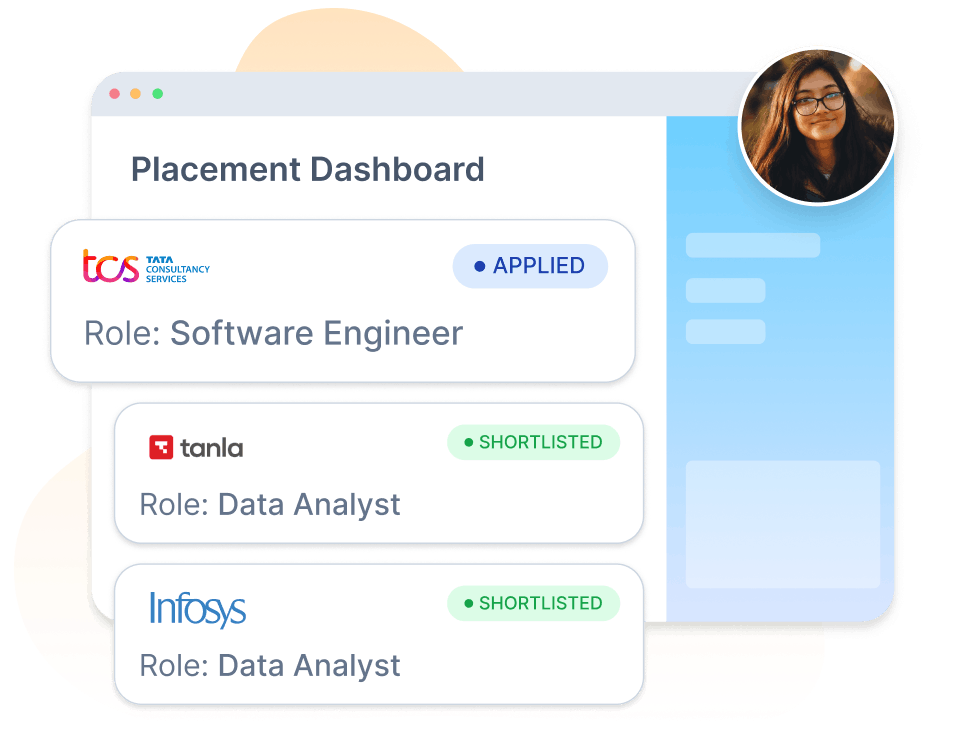 Placement Dashboard
tcs TATA
CONSULTANCY
SERVICES
APPLIED
Role: Software Engineer
tanla
SHORTLISTED
Role: Data Analyst
Infosys
SHORTLISTED
Role: Data Analyst